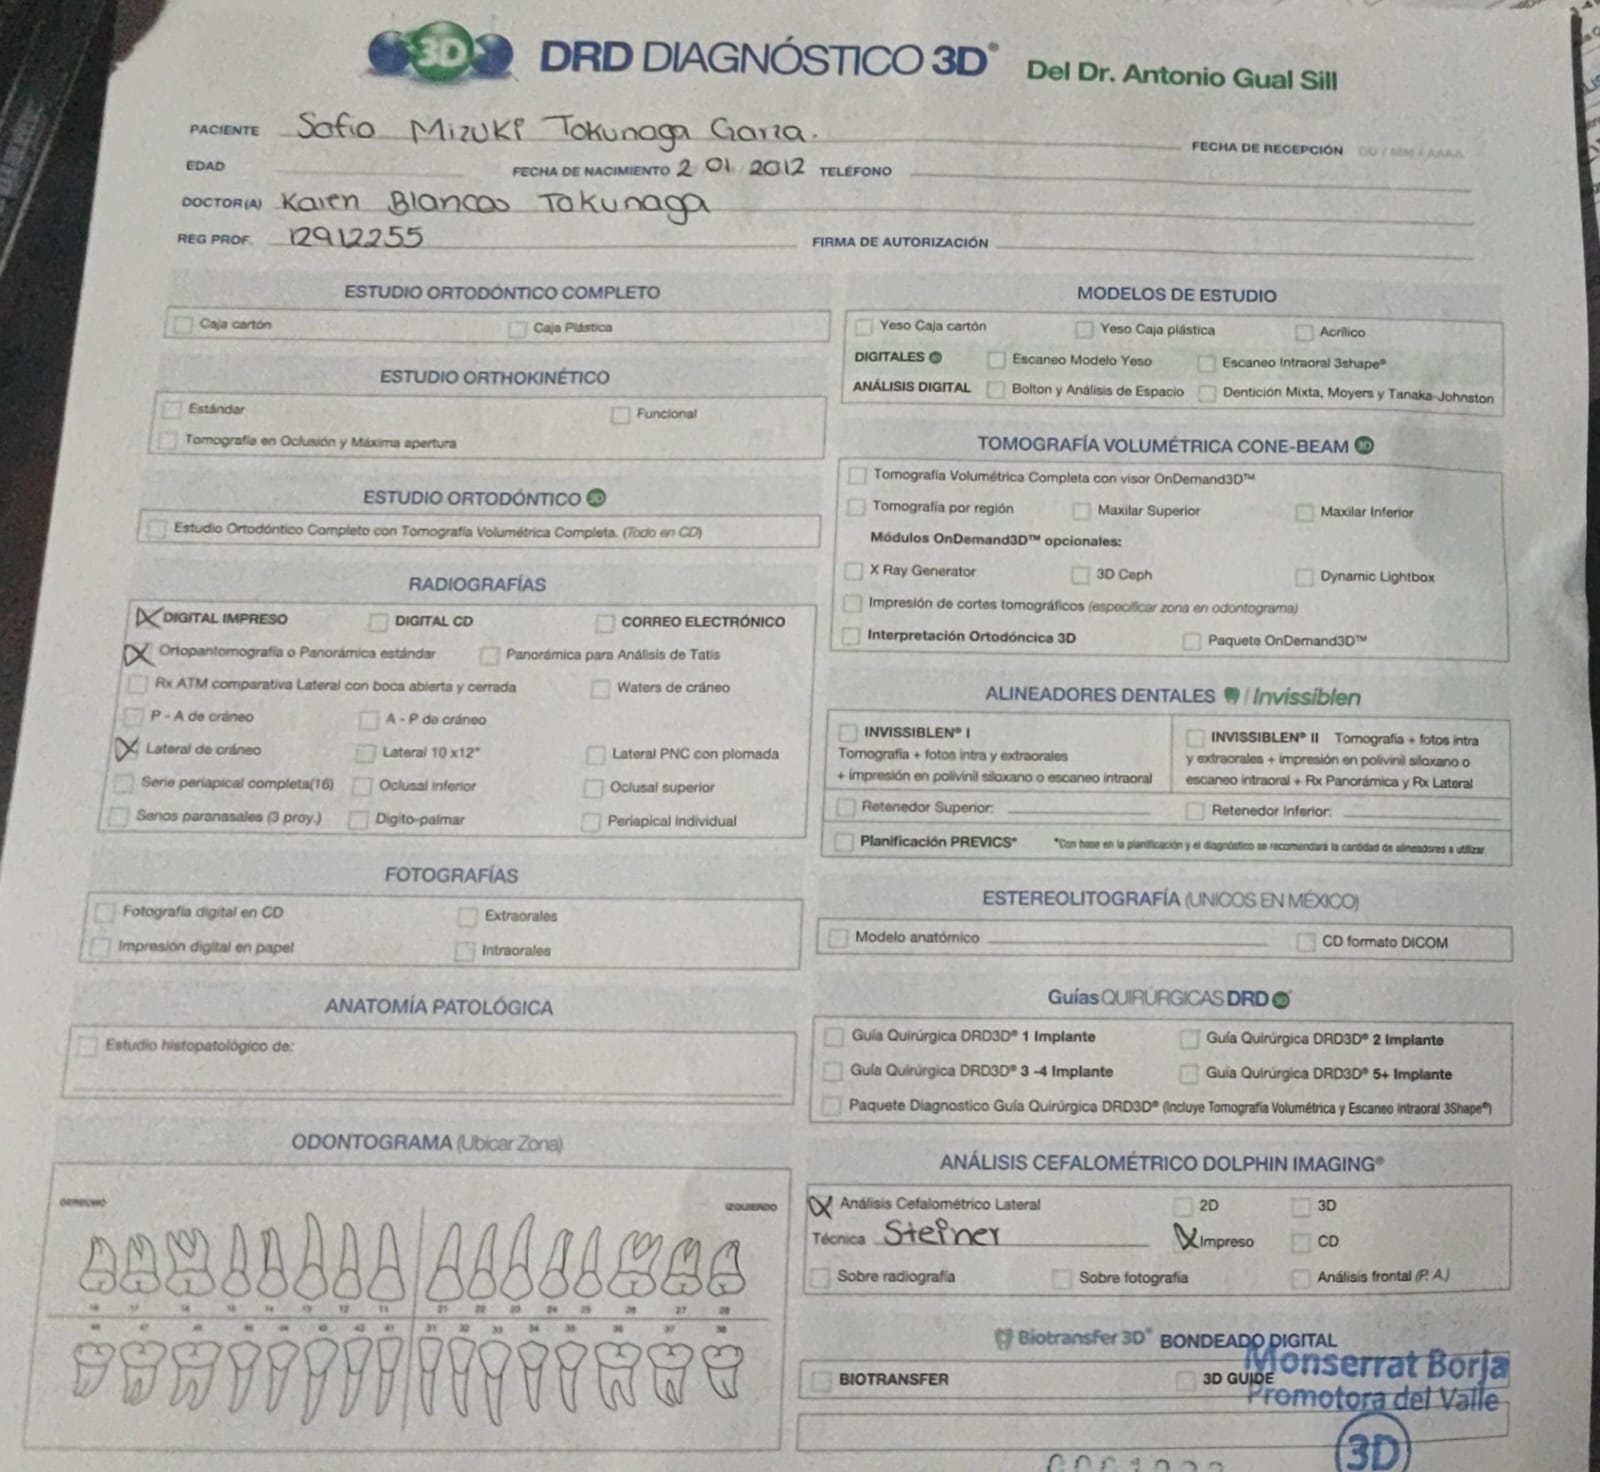 3D DRD DIAGNÓSTICO 3D® Del Dr. Antonio Gual Sill
PACIENTE Sofia Mizuki Tokunaga Garza.
FECHA DE RECEPCIÓN DD / MM / AAAA
EDAD FECHA DE NACIMIENTO 2 01 2012 TELÉFONO
DOCTOR(A) Karen Blancas Tokunaga
REG PROF. 12912255 FIRMA DE AUTORIZACIÓN
ESTUDIO ORTODÓNTICO COMPLETO
Caja cartón Caja Plástica
ESTUDIO ORTHOKINÉTICO
Estándar Funcional
Tomografía en Oclusión y Máxima apertura
ESTUDIO ORTODÓNTICO 3D
Estudio Ortodóntico Completo con Tomografía Volumétrica Completa. (Todo en CD)
RADIOGRAFÍAS
DIGITAL IMPRESO DIGITAL CD CORREO ELECTRÓNICO
Ortopantomografía o Panorámica estándar Panorámica para Análisis de Tatis
Rx ATM comparativa Lateral con boca abierta y cerrada Waters de cráneo
P - A de cráneo A - P de cráneo
Lateral de cráneo Lateral 10 x12" Lateral PNC con plomada
Serie periapical completa(16) Oclusal inferior Oclusal superior
Senos paranasales (3 proy.) Digito-palmar Periapical individual
FOTOGRAFÍAS
Fotografía digital en CD Extraorales
Impresión digital en papel Intraorales
ANATOMÍA PATOLÓGICA
Estudio histopatológico de:
ODONTOGRAMA (Ubicar Zona)
DERECHO IZQUIERDO
13 12 11 21 22 23 24 25 26 27 28
31 32 33 34 35 36 37 38
MODELOS DE ESTUDIO
Yeso Caja cartón Yeso Caja plástica Acrílico
DIGITALES 3D Escaneo Modelo Yeso Escaneo Intraoral 3shape®
ANÁLISIS DIGITAL Bolton y Análisis de Espacio Dentición Mixta, Moyers y Tanaka-Johnston
TOMOGRAFÍA VOLUMÉTRICA CONE-BEAM 3D
Tomografía Volumétrica Completa con visor OnDemand3D™
Tomografía por región Maxilar Superior Maxilar Inferior
Módulos OnDemand3D™ opcionales:
X Ray Generator 3D Ceph Dynamic Lightbox
Impresión de cortes tomográficos (especificar zona en odontograma)
Interpretación Ortodóncica 3D Paquete OnDemand3D™
ALINEADORES DENTALES / Invissiblen
INVISSIBLEN® I
Tomografía + fotos intra y extraorales
+ impresión en polivinil siloxano o escaneo intraoral
INVISSIBLEN® II Tomografía + fotos intra
y extraorales + impresión en polivinil siloxano o
escaneo intraoral + Rx Panorámica y Rx Lateral
Retenedor Superior: Retenedor Inferior:
Planificación PREVICS* *Con base en la planificación y el diagnóstico se recomendará la cantidad de alineadores a utilizar.
ESTEREOLITOGRAFÍA (UNICOS EN MÉXICO)
Modelo anatómico CD formato DICOM
Guías QUIRÚRGICAS DRD 3D
Guía Quirúrgica DRD3D® 1 Implante Guía Quirúrgica DRD3D® 2 Implante
Guía Quirúrgica DRD3D® 3 -4 Implante Guía Quirúrgica DRD3D® 5+ Implante
Paquete Diagnostico Guía Quirúrgica DRD3D® (Incluye Tomografía Volumétrica y Escaneo intraoral 3Shape®)
ANÁLISIS CEFALOMÉTRICO DOLPHIN IMAGING®
Análisis Cefalométrico Lateral 2D 3D
Técnica Steiner Impreso CD
Sobre radiografía Sobre fotografía Análisis frontal (P. A.)
Biotransfer 3D® BONDEADO DIGITAL
BIOTRANSFER 3D GUIDE
Monserrat Borja
Promotora del Valle
3D